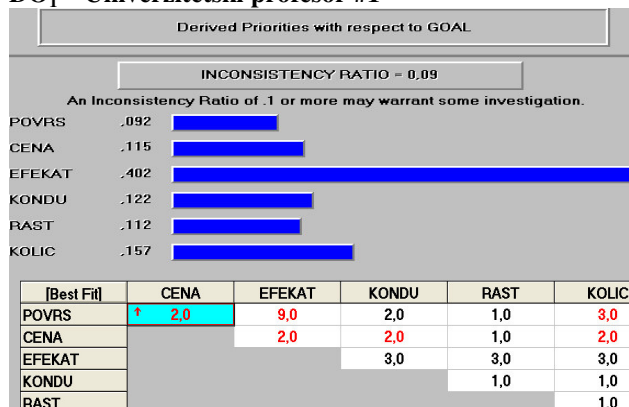 DO1 Univerzitetski profesor #1
Derived Priorities with respect to GOAL
INCONSISTENCY RATIO = 0,09
An Inconsistency Ratio of .1 or more may warrant some investigation.
POVRS ,092
CENA ,115
EFEKAT ,402
KONDU ,122
RAST ,112
KOLIC ,157
[Best Fit] CENA EFEKAT KONDU RAST KOLIC
POVRS ↑ 2,0 9,0 2,0 1,0 3,0
CENA 2,0 2,0 1,0 2,0
EFEKAT 3,0 3,0 3,0
KONDU 1,0 1,0
RAST 1,0